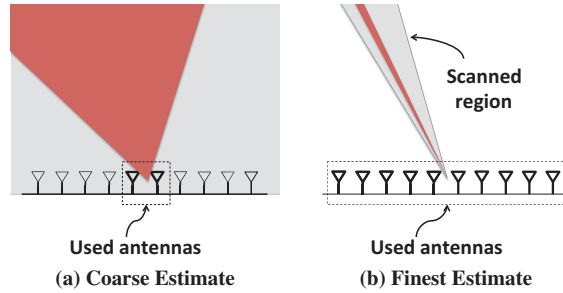 Scanned
region
Used antennas
Used antennas
(a) Coarse Estimate
(b) Finest Estimate